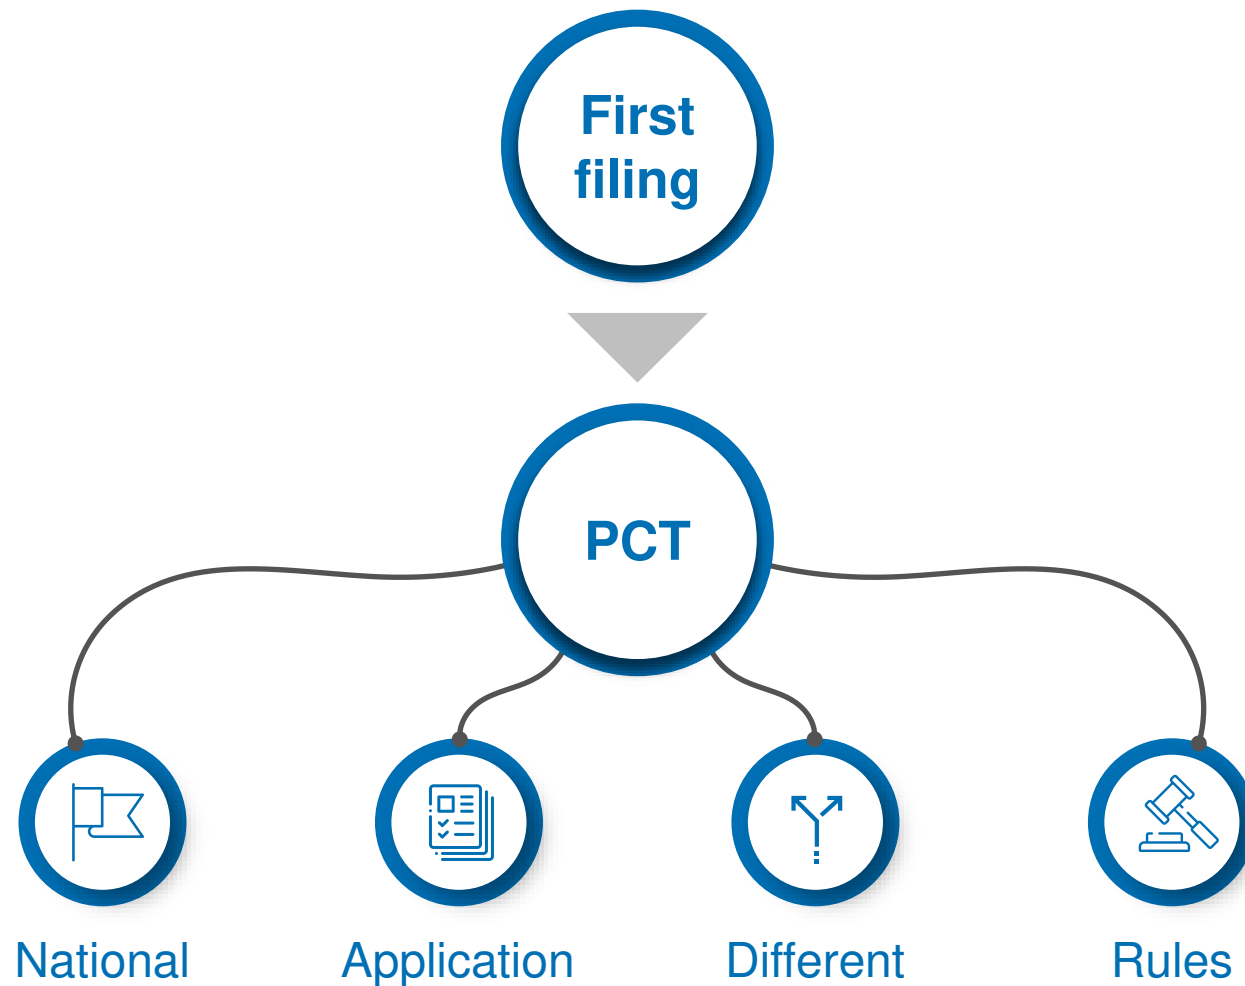 First
filing
PCT
National
Application
Different
Rules